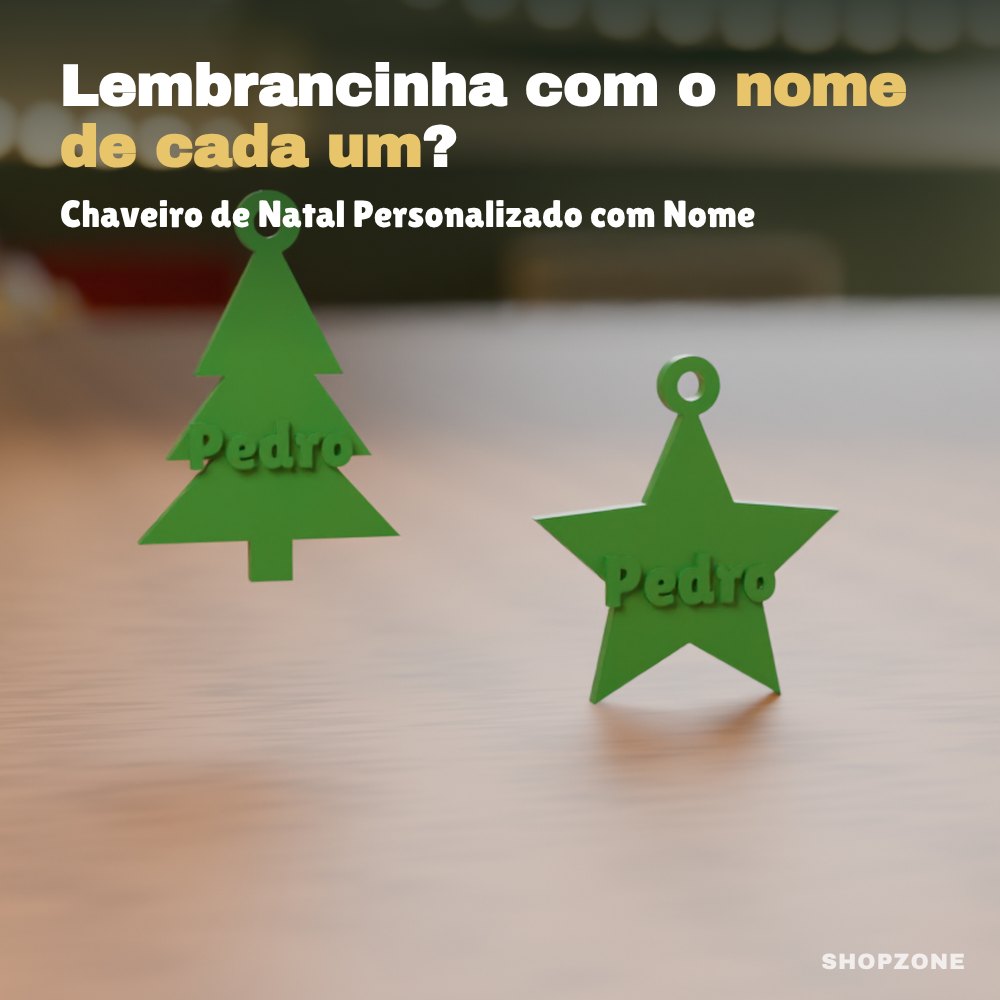 Lembrancinha com o nome
de cada um?
Chaveiro de Natal Personalizado com Nome
Pedro
Pedro
SHOPZONE